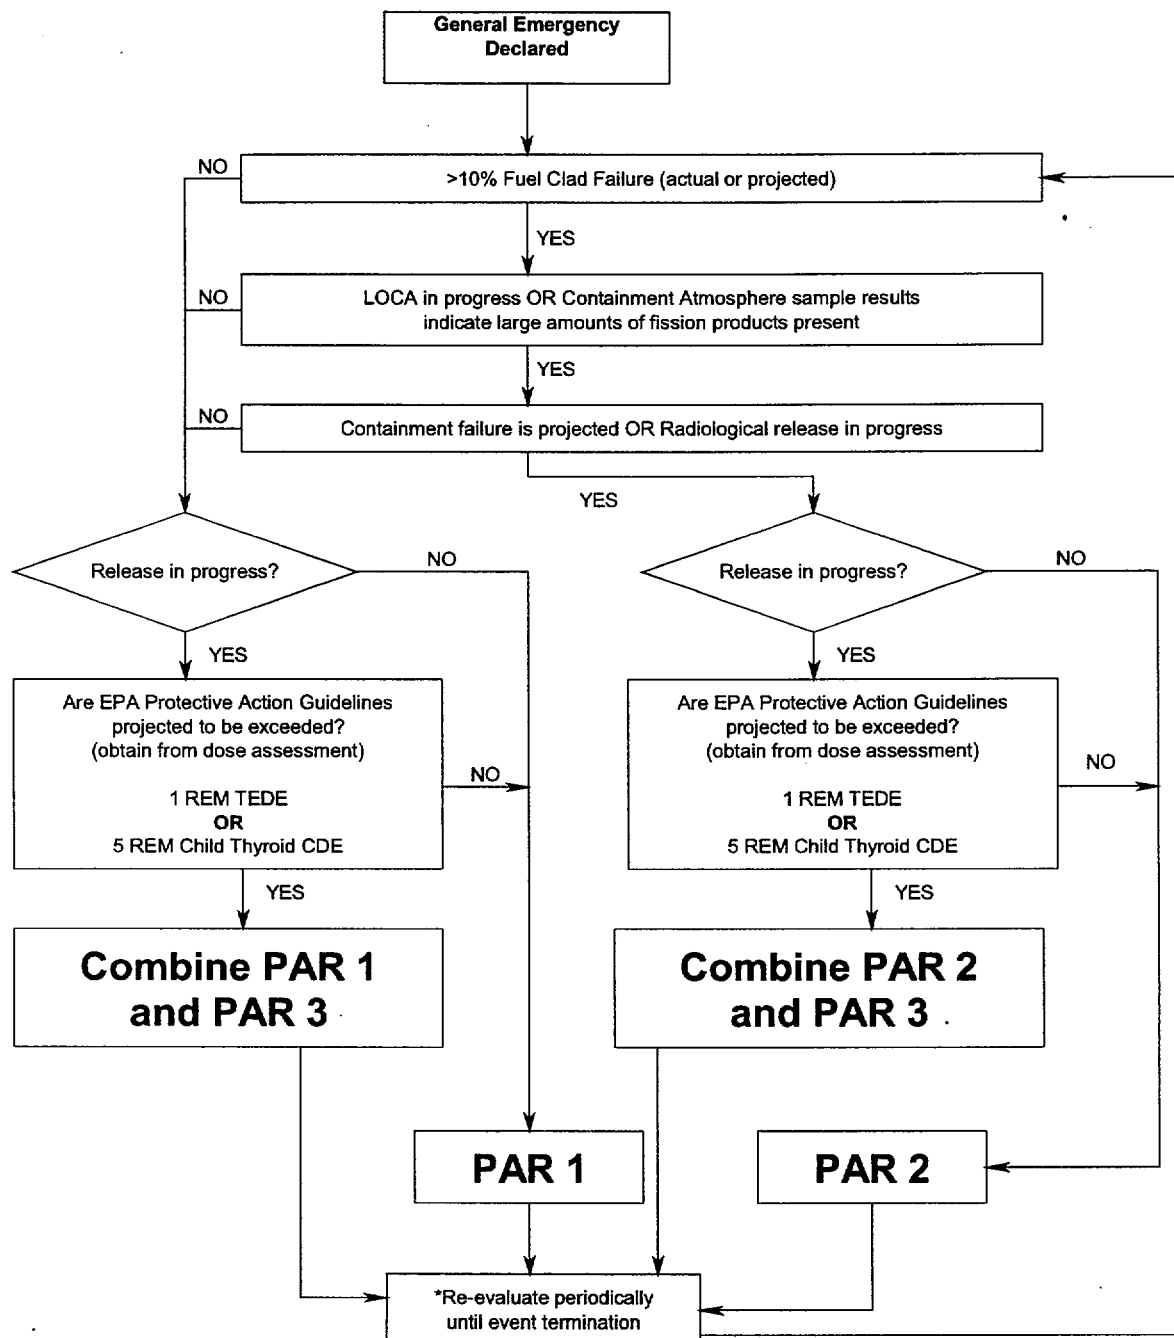 General Emergency
Declared
NO
>10% Fuel Clad Failure (actual or projected)
YES
NO
LOCA in progress OR Containment Atmosphere sample results
indicate large amounts of fission products present
YES
NO
Containment failure is projected OR Radiological release in progress
YES
Release in progress?
NO
Release in progress?
NO
YES
YES
Are EPA Protective Action Guidelines
projected to be exceeded?
(obtain from dose assessment)
1 REM TEDE
OR
5 REM Child Thyroid CDE
NO
Are EPA Protective Action Guidelines
projected to be exceeded?
(obtain from dose assessment)
1 REM TEDE
OR
5 REM Child Thyroid CDE
NO
YES
YES
Combine PAR 1
and PAR 3
Combine PAR 2
and PAR 3
PAR 1
PAR 2
*Re-evaluate periodically
until event termination